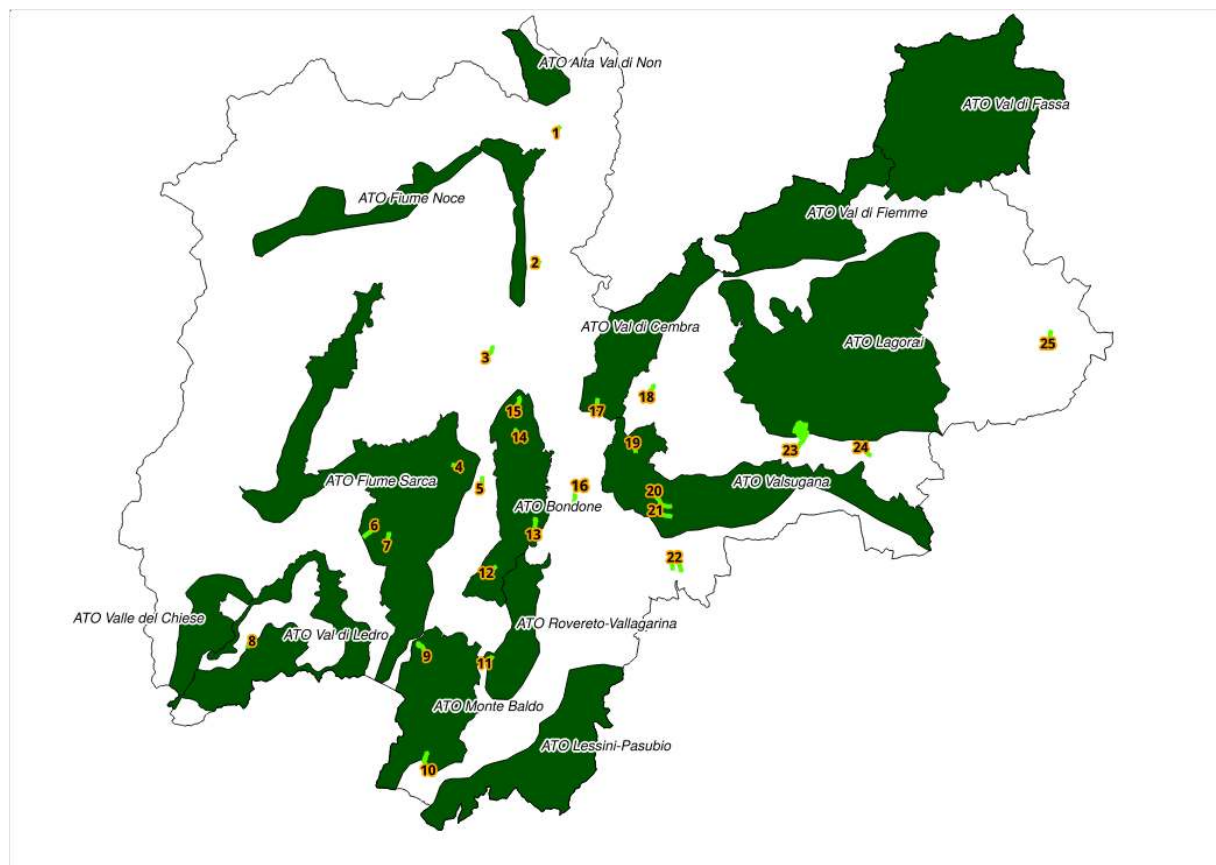 ATO Alta Val di Non
ATO Val di Fassa
1
ATO Fiume Noce
ATO Val di Fiemme
2
ATO Val di Cembra
3
ATO Lagorai
25
18
15
17
14
19
4
ATO Fiume Sarca
5
16
23
24
ATO Valsugana
20
ATO Bondone
21
6
13
7
22
12
ATO Valle del Chiese
ATO Rovereto-Vallagarina
8
ATO Val di Ledro
9
11
ATO Monte Baldo
ATO Lessini-Pasubio
10